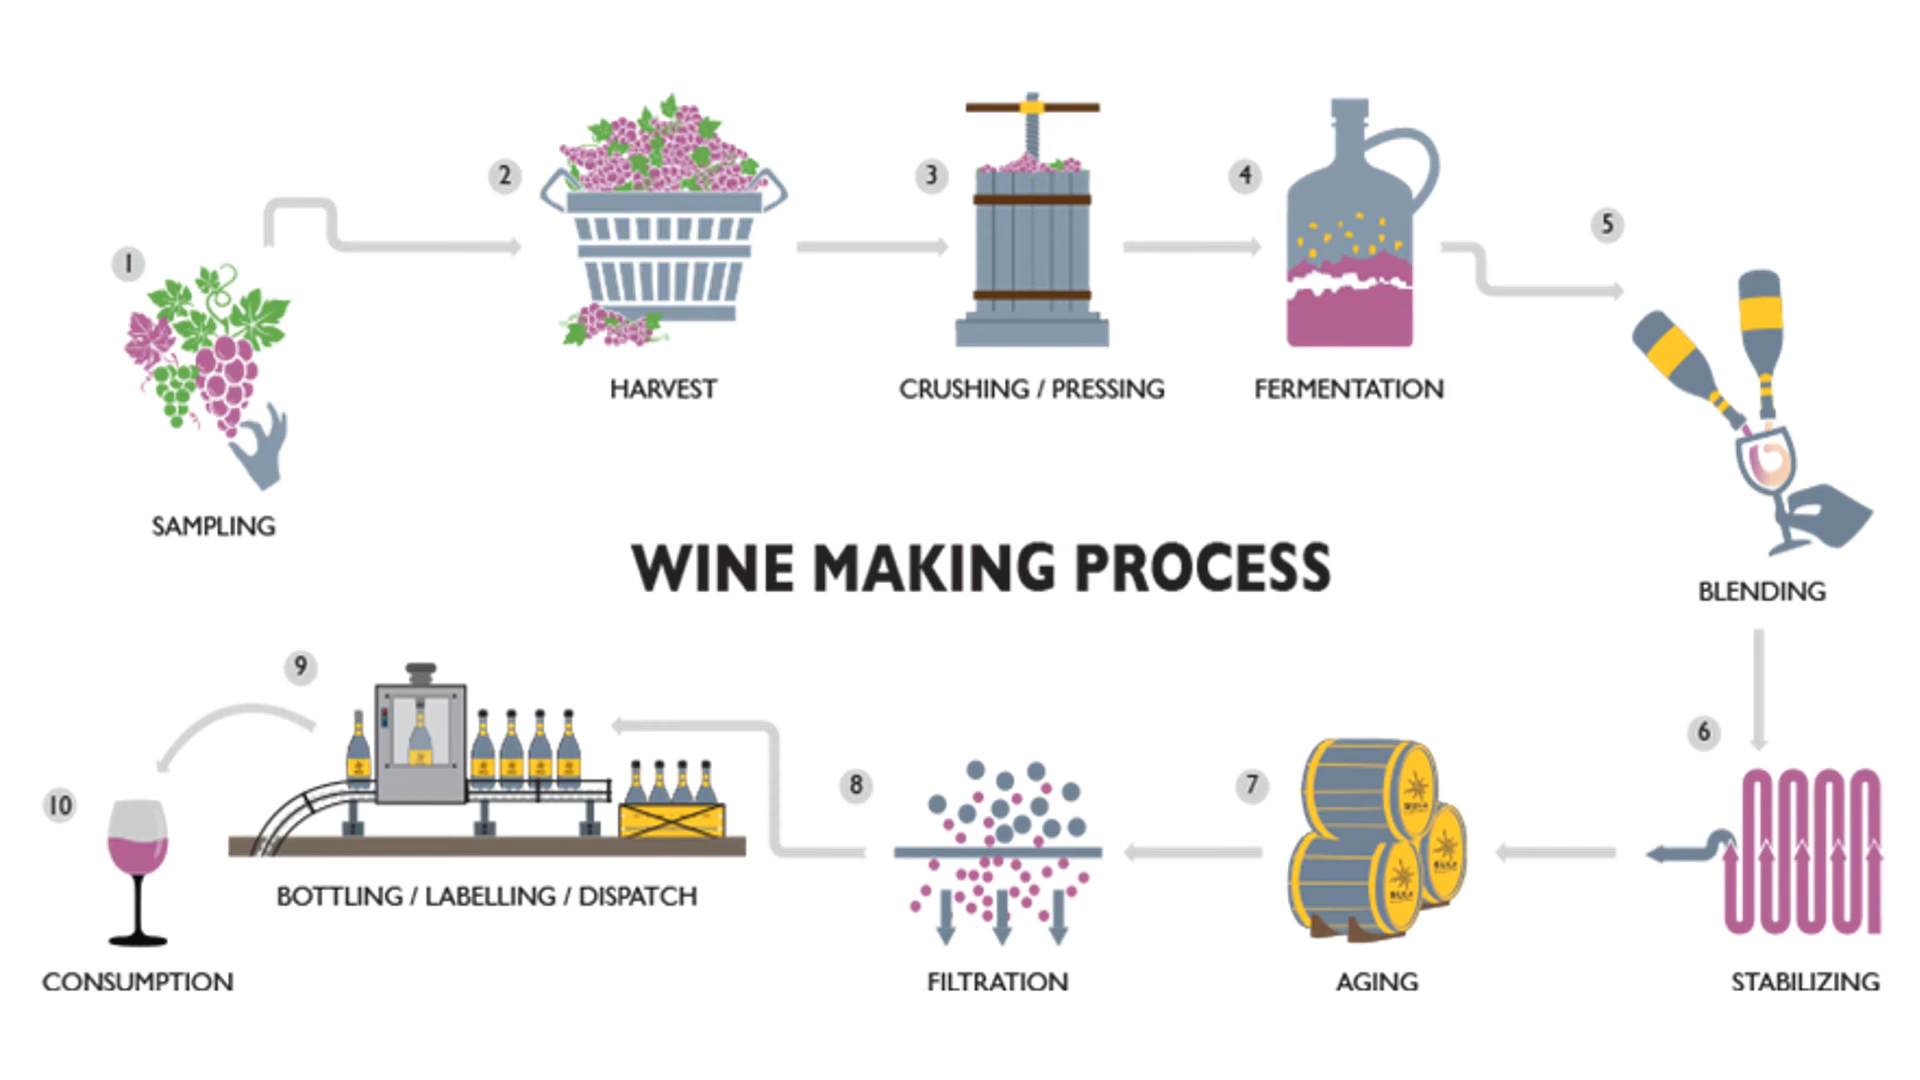 1
SAMPLING
2
HARVEST
3
CRUSHING / PRESSING
4
FERMENTATION
5
BLENDING
WINE MAKING PROCESS
6
STABILIZING
7
AGING
8
FILTRATION
9
BOTTLING / LABELLING / DISPATCH
10
CONSUMPTION